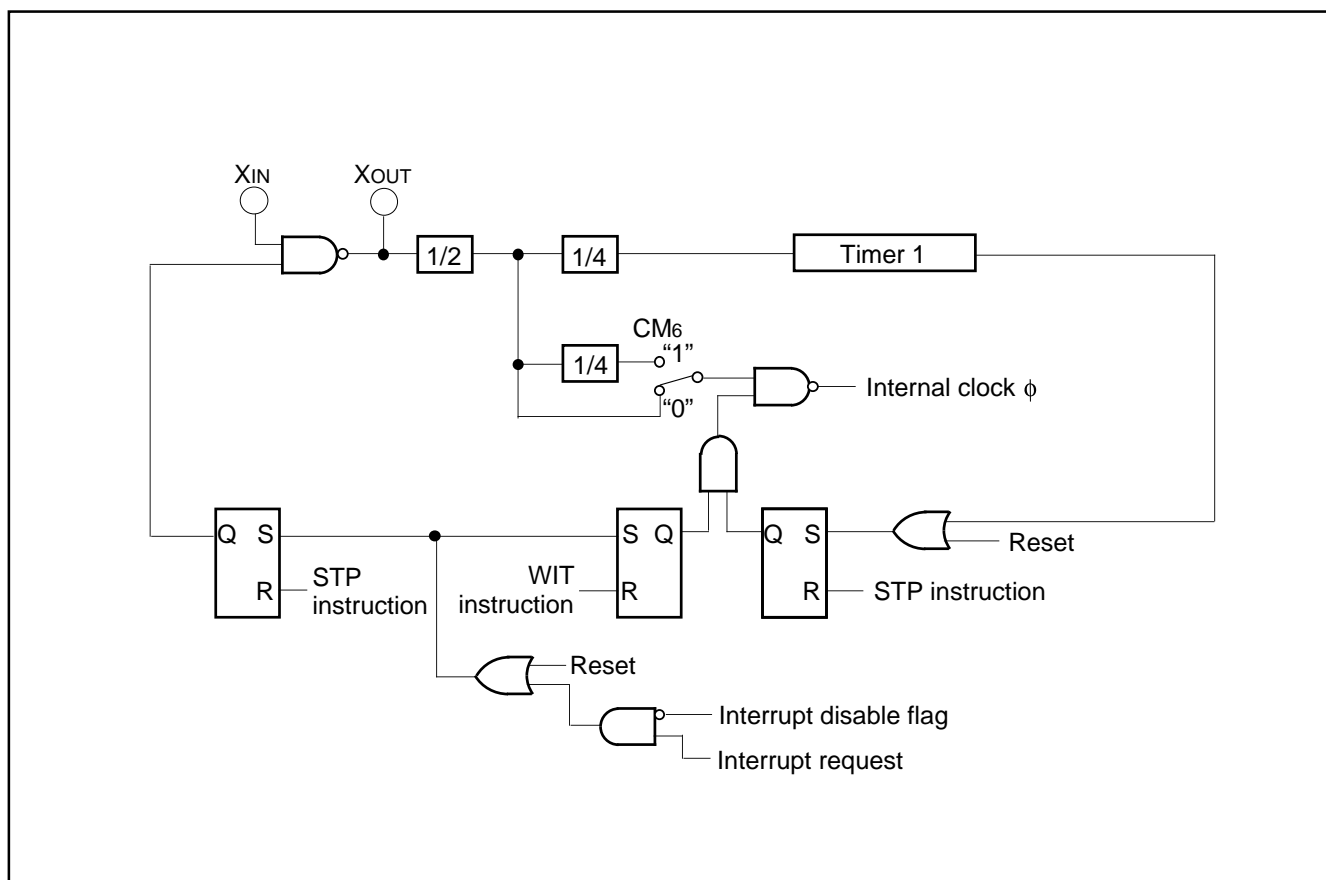 XIN
XOUT
1/2
1/4
Timer 1
CM6
“1”
1/4
“0”
Internal clock ϕ
Q S
R
STP
instruction
S Q
R
WIT
instruction
Q S
R
STP instruction
Reset
Reset
Interrupt disable flag
Interrupt request